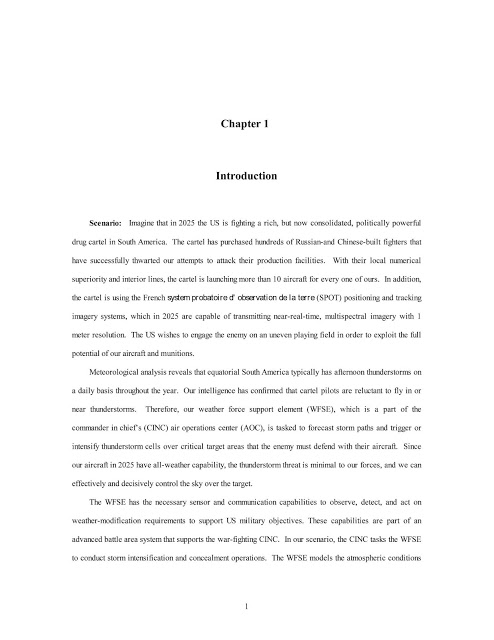 Chapter 1
Introduction
Scenario: Imagine that in 2025 the US is fighting a rich, but now consolidated, politically powerful
drug cartel in South America. The cartel has purchased hundreds of Russian-and Chinese-built fighters that
have successfully thwarted our attempts to attack their production facilities. With their local numerical
superiority and interior lines, the cartel is launching more than 10 aircraft for every one of ours. In addition,
the cartel is using the French system probatoire d' observation de la terre (SPOT) positioning and tracking
imagery systems, which in 2025 are capable of transmitting near-real-time, multispectral imagery with 1
meter resolution. The US wishes to engage the enemy on an uneven playing field in order to exploit the full
potential of our aircraft and munitions.
Meteorological analysis reveals that equatorial South America typically has afternoon thunderstorms on
a daily basis throughout the year. Our intelligence has confirmed that cartel pilots are reluctant to fly in or
near thunderstorms. Therefore, our weather force support element (WFSE), which is a part of the
commander in chief's (CINC) air operations center (AOC), is tasked to forecast storm paths and trigger or
intensify thunderstorm cells over critical target areas that the enemy must defend with their aircraft. Since
our aircraft in 2025 have all-weather capability, the thunderstorm threat is minimal to our forces, and we can
effectively and decisively control the sky over the target.
The WFSE has the necessary sensor and communication capabilities to observe, detect, and act on
weather-modification requirements to support US military objectives. These capabilities are part of an
advanced battle area system that supports the war-fighting CINC. In our scenario, the CINC tasks the WFSE
to conduct storm intensification and concealment operations. The WFSE models the atmospheric conditions
1